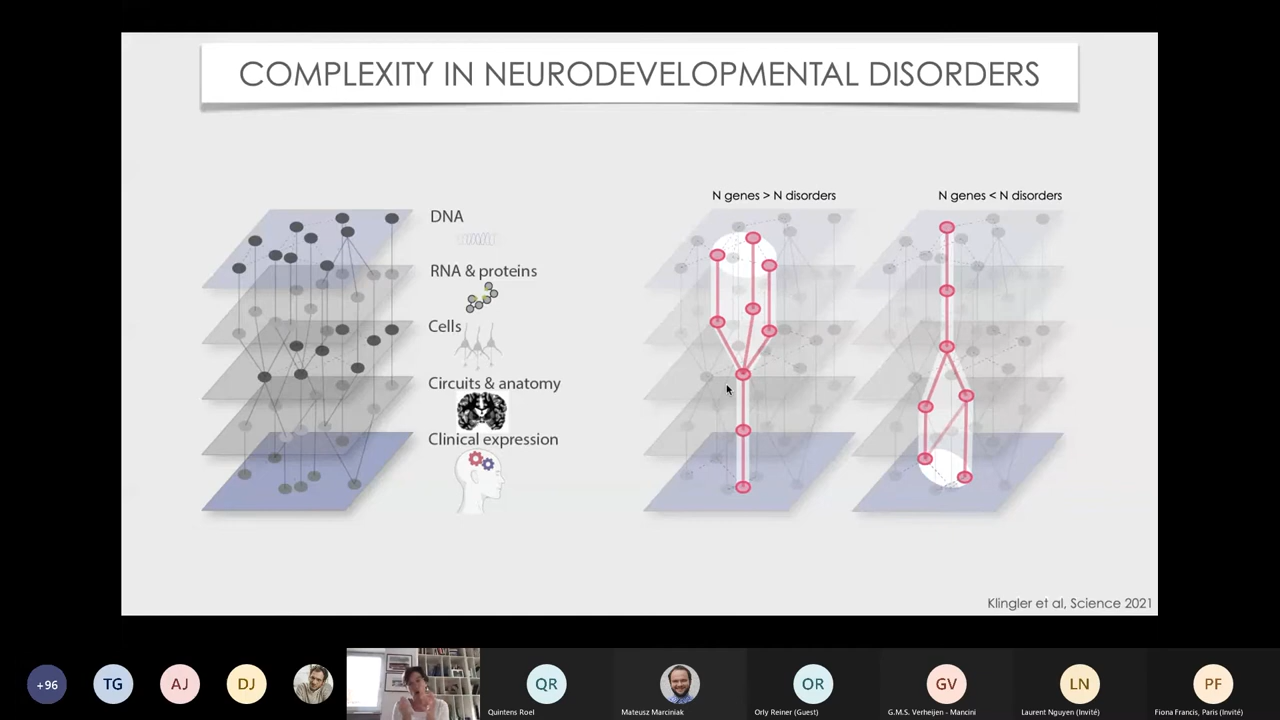 COMPLEXITY IN NEURODEVELOPMENTAL DISORDERS
DNA
RNA & proteins
Cells
Circuits & anatomy
Clinical expression
N genes > N disorders
N genes < N disorders
Klingler et al, Science 2021
+96
TG
AJ
DJ
QR
Quintens Roel
Mateusz Marciniak
OR
Orly Reiner (Guest)
GV
G.M.S. Verheijen - Mancini
LN
Laurent Nguyen (Invité)
PF
Fiona Francis, Paris (Invité)